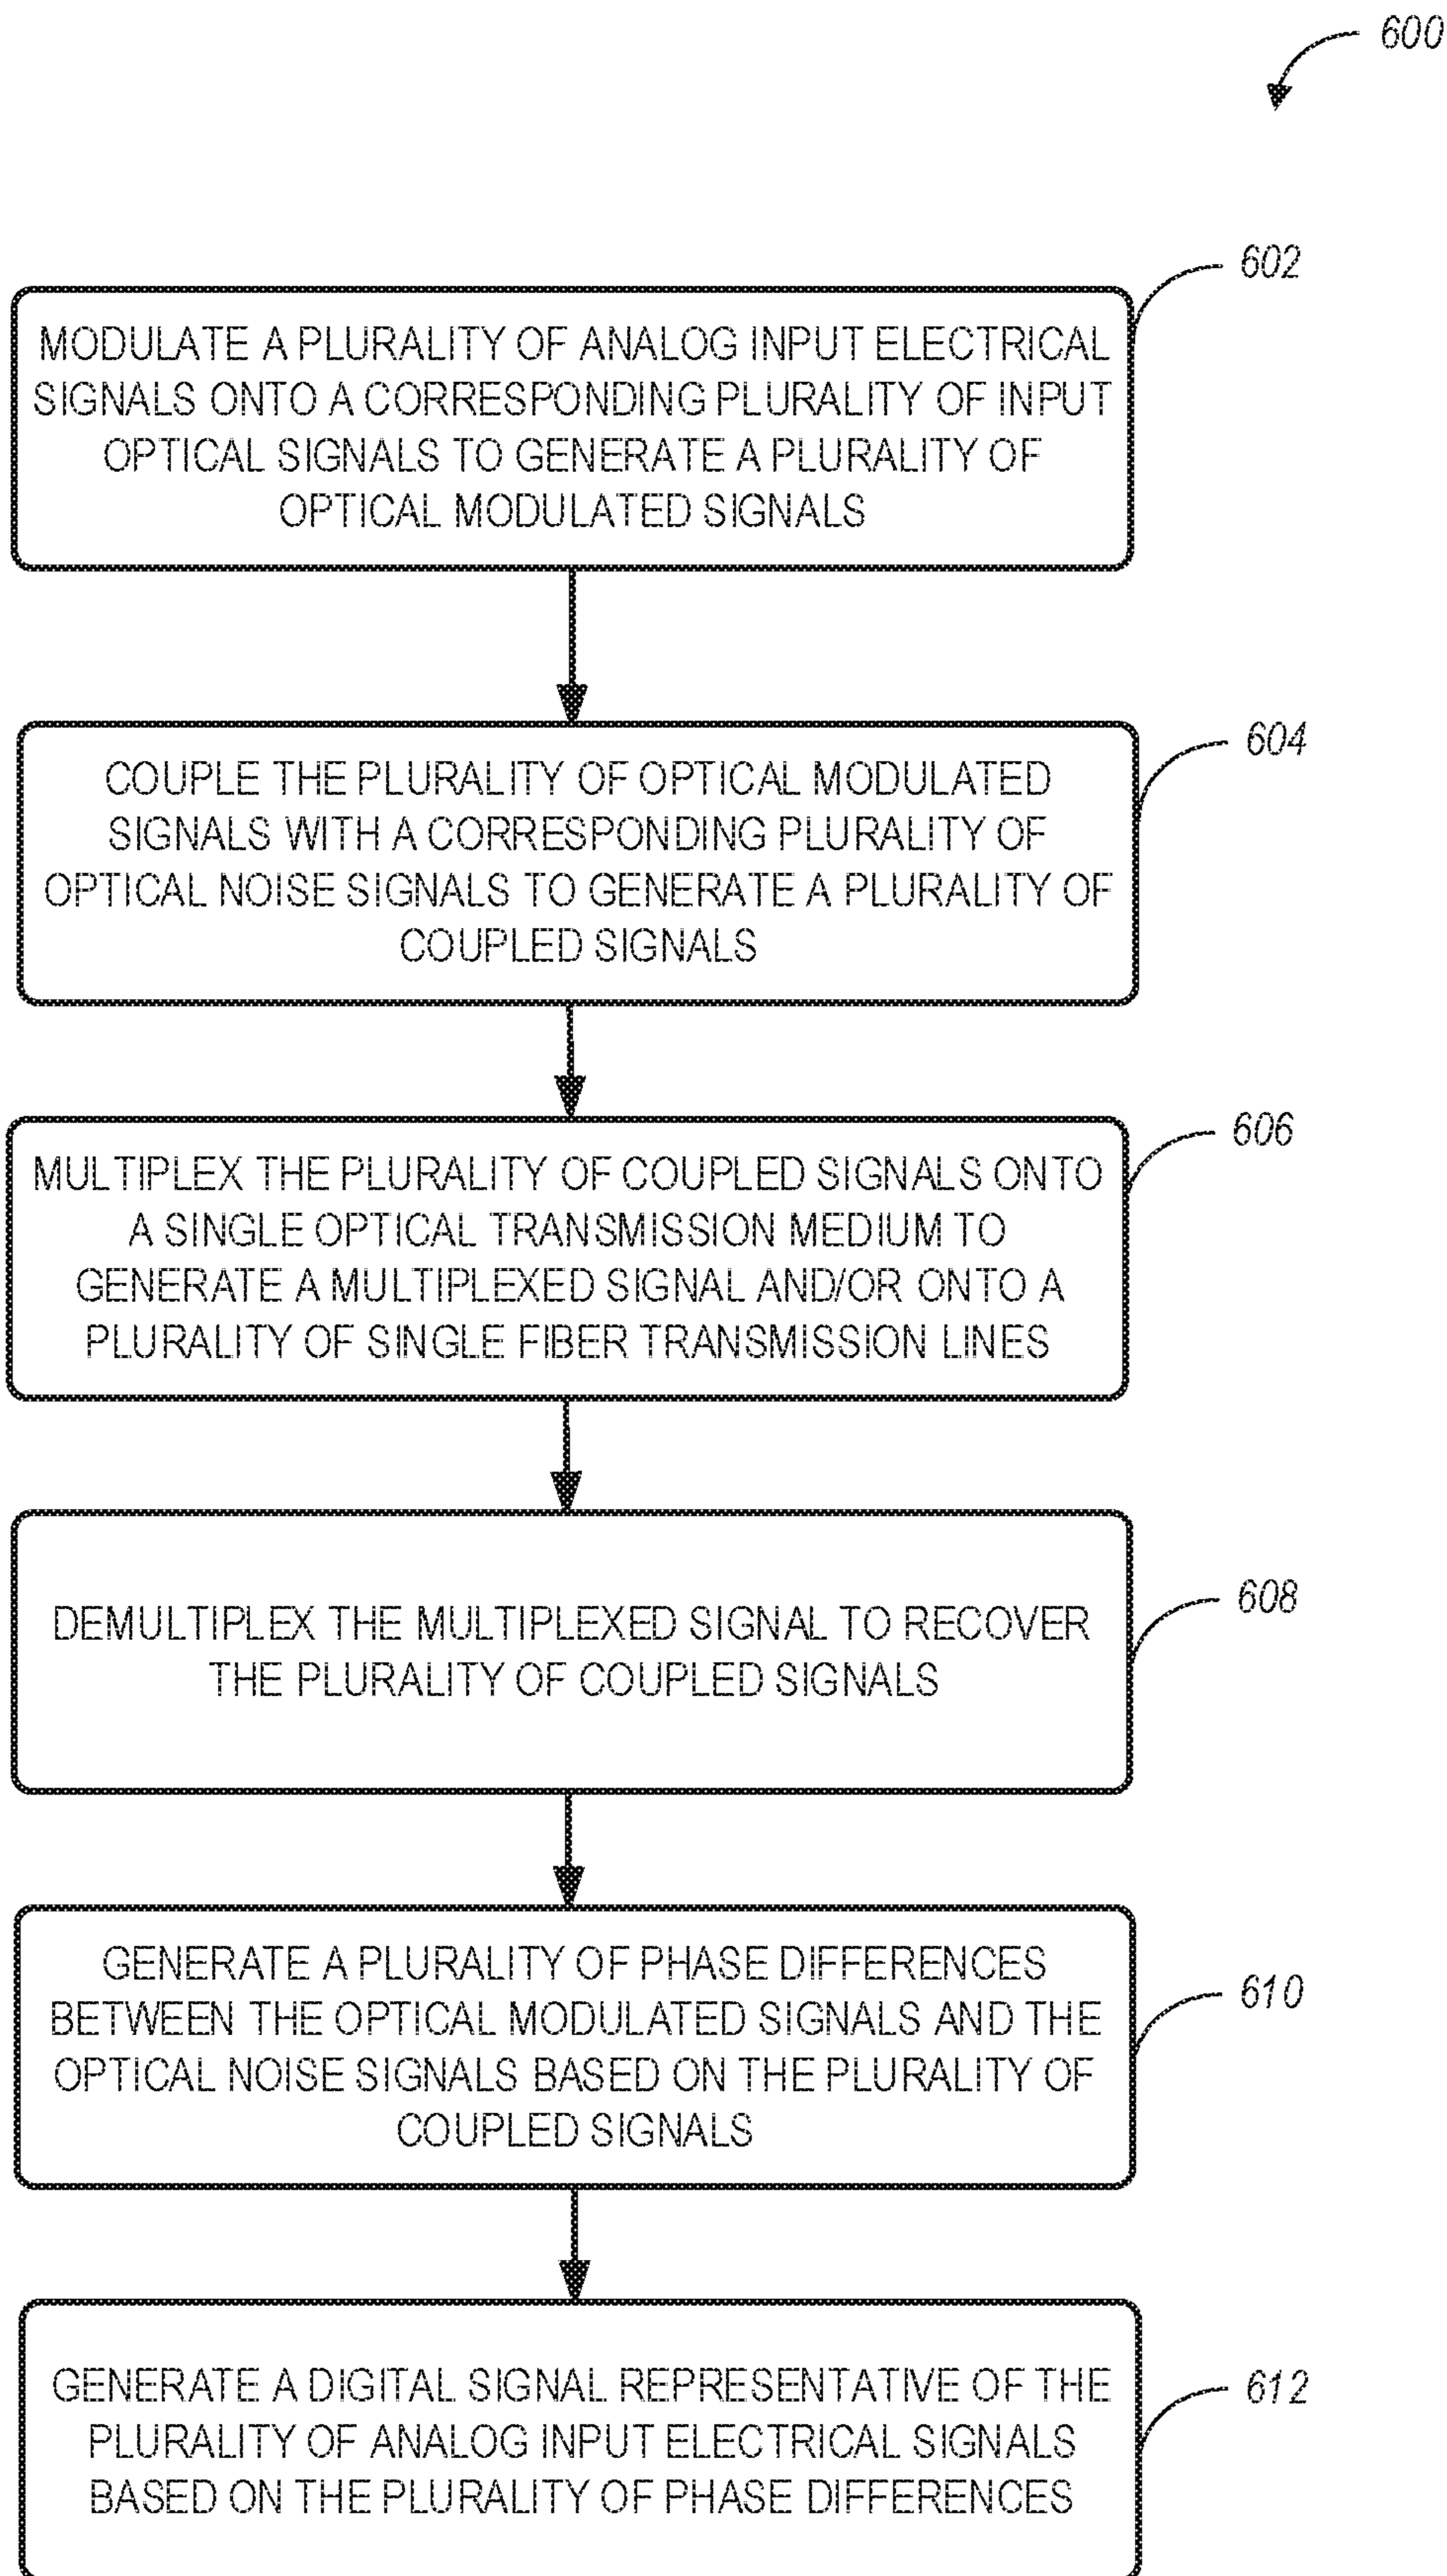 600
602
MODULATE A PLURALITY OF ANALOG INPUT ELECTRICAL
SIGNALS ONTO A CORRESPONDING PLURALITY OF INPUT
OPTICAL SIGNALS TO GENERATE A PLURALITY OF
OPTICAL MODULATED SIGNALS
604
COUPLE THE PLURALITY OF OPTICAL MODULATED
SIGNALS WITH A CORRESPONDING PLURALITY OF
OPTICAL NOISE SIGNALS TO GENERATE A PLURALITY OF
COUPLED SIGNALS
606
MULTIPLEX THE PLURALITY OF COUPLED SIGNALS ONTO
A SINGLE OPTICAL TRANSMISSION MEDIUM TO
GENERATE A MULTIPLEXED SIGNAL AND/OR ONTO A
PLURALITY OF SINGLE FIBER TRANSMISSION LINES
608
DEMULTIPLEX THE MULTIPLEXED SIGNAL TO RECOVER
THE PLURALITY OF COUPLED SIGNALS
610
GENERATE A PLURALITY OF PHASE DIFFERENCES
BETWEEN THE OPTICAL MODULATED SIGNALS AND THE
OPTICAL NOISE SIGNALS BASED ON THE PLURALITY OF
COUPLED SIGNALS
612
GENERATE A DIGITAL SIGNAL REPRESENTATIVE OF THE
PLURALITY OF ANALOG INPUT ELECTRICAL SIGNALS
BASED ON THE PLURALITY OF PHASE DIFFERENCES